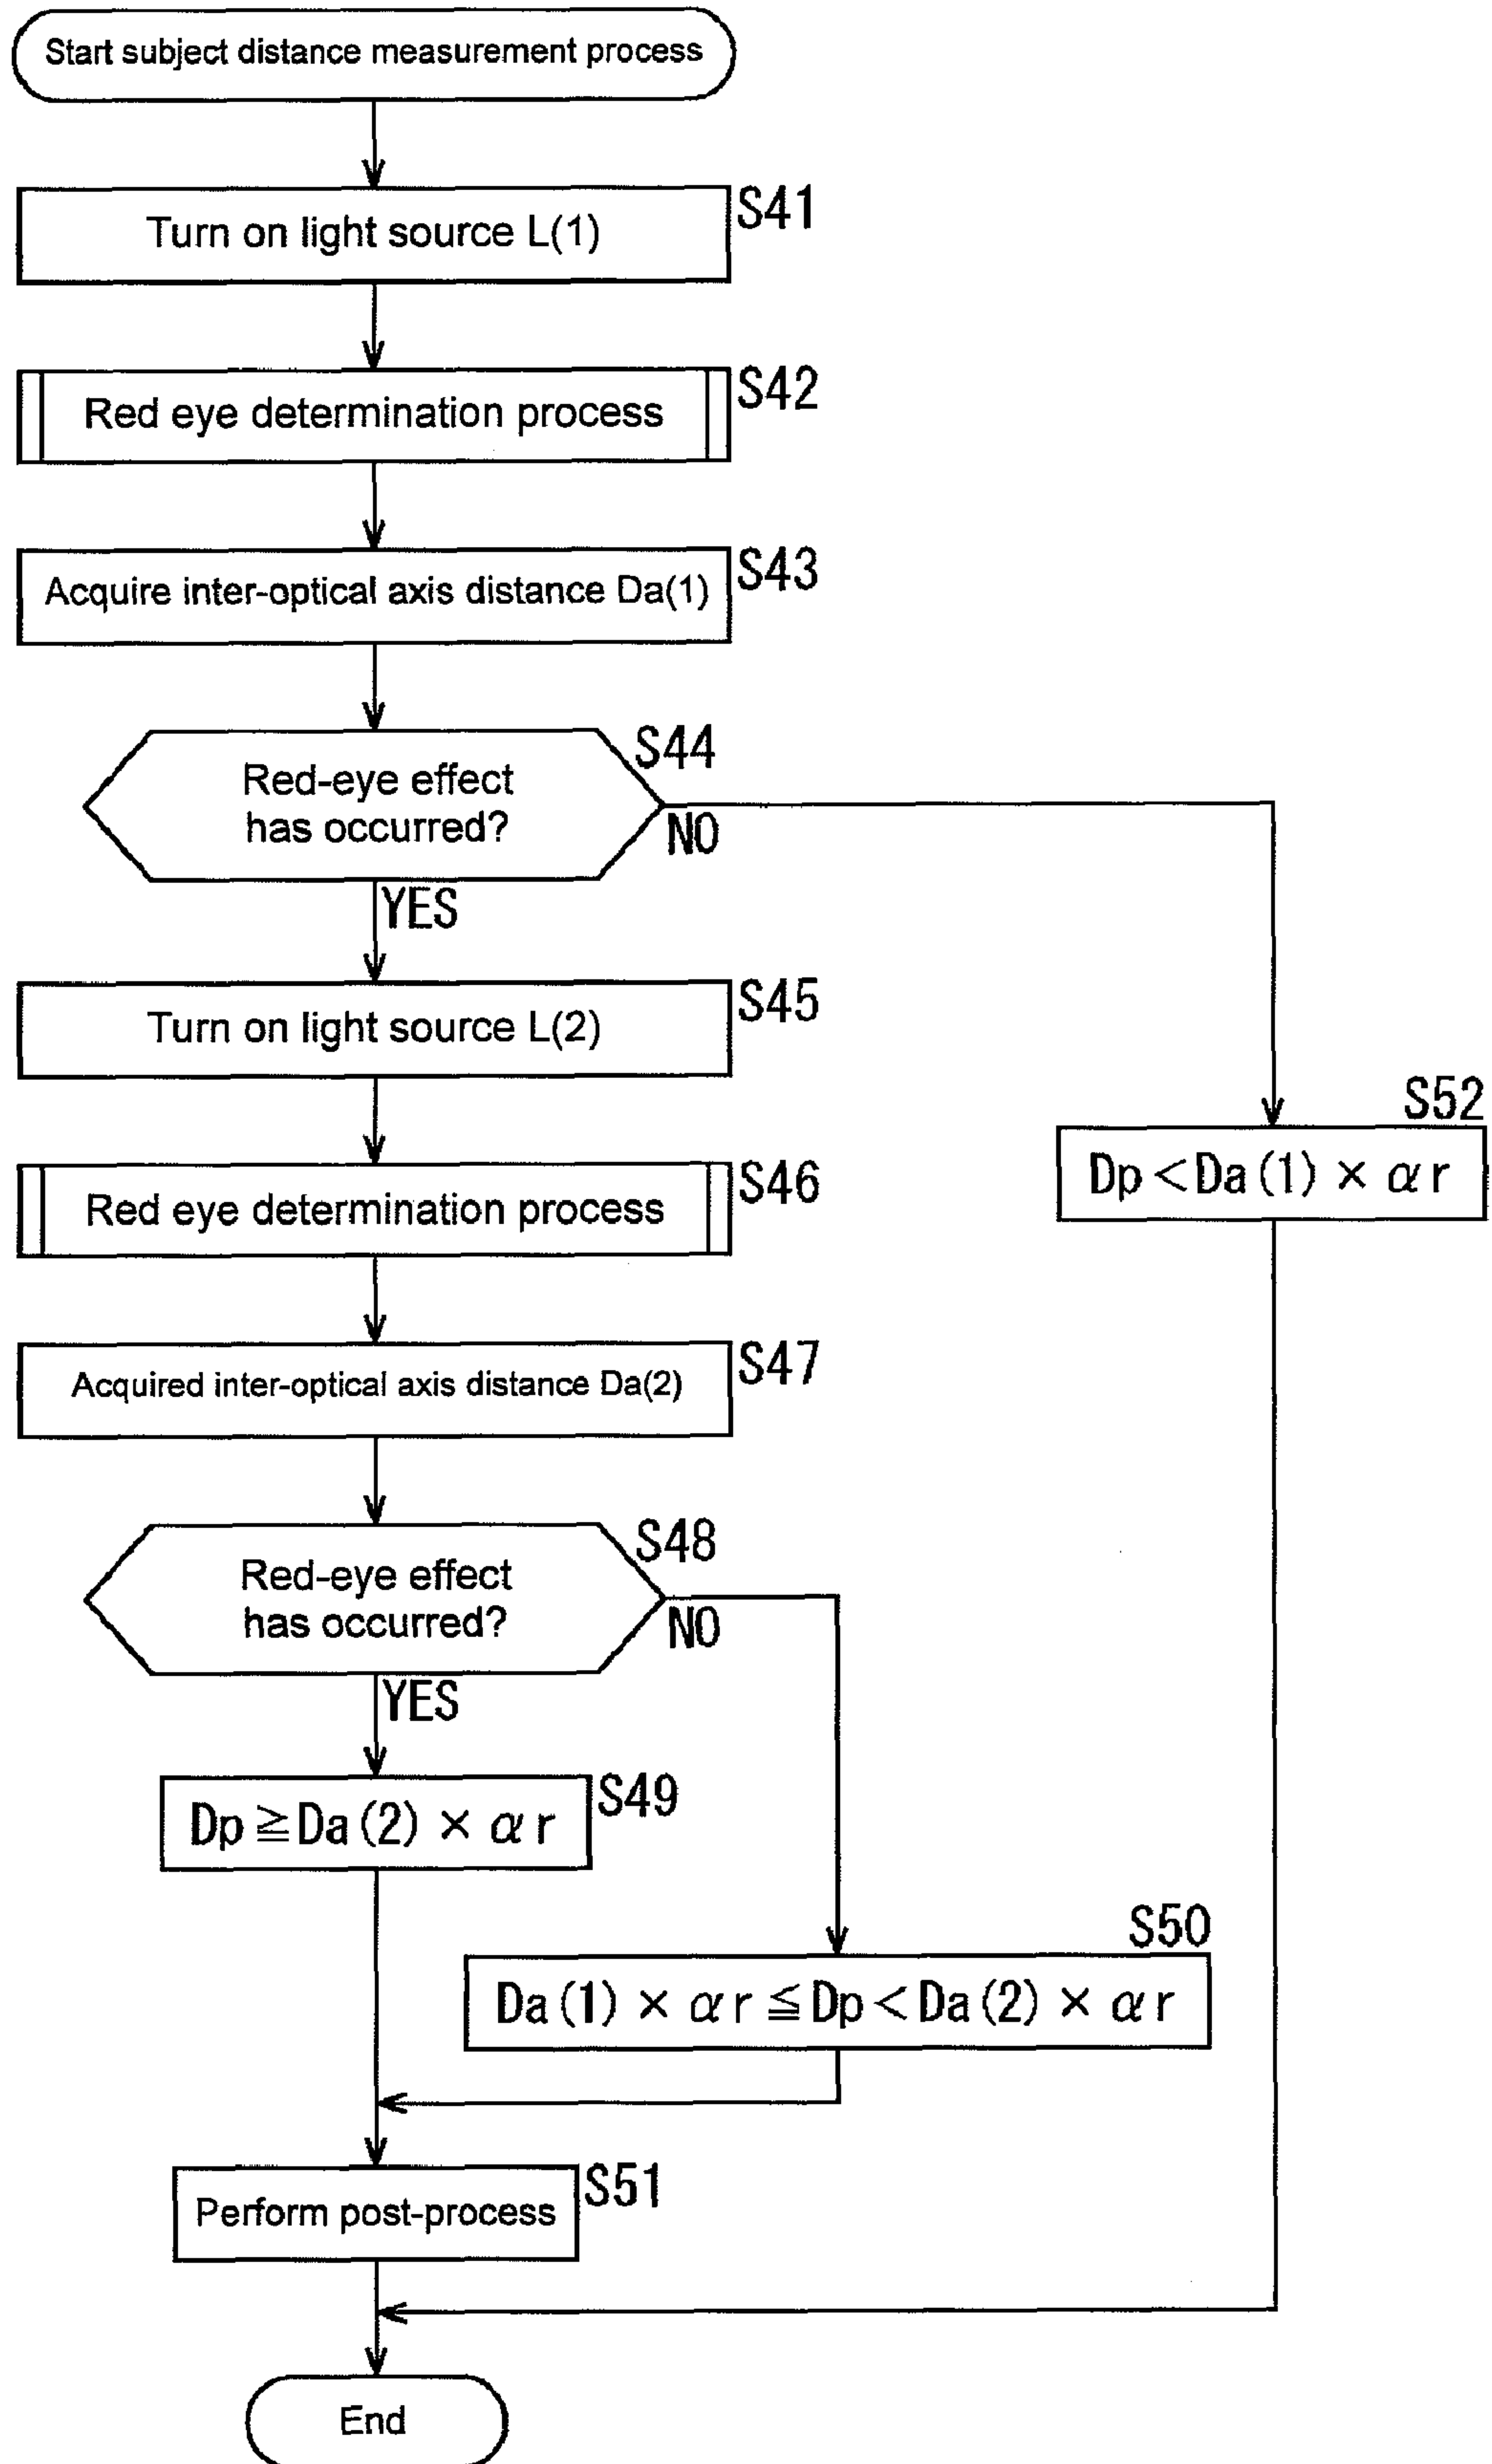 Start subject distance measurement process
S41
Turn on light source L(1)
S42
Red eye determination process
S43
Acquire inter-optical axis distance Da(1)
S44
Red-eye effect
has occurred?
NO
YES
S45
Turn on light source L(2)
S52
Dp<Da(1)×αr
S46
Red eye determination process
S47
Acquired inter-optical axis distance Da(2)
S48
Red-eye effect
has occurred?
NO
YES
S49
Dp≧Da(2)×αr
S50
Da(1)×αr≦Dp<Da(2)×αr
S51
Perform post-process
End